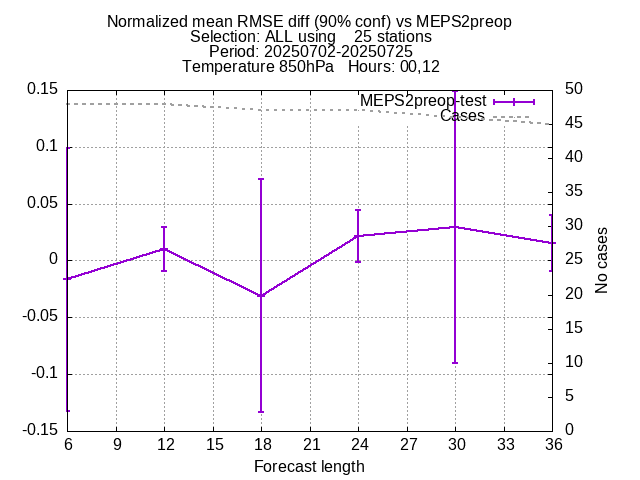 Normalized mean RMSE diff (90% conf) vs MEPS2preop
Selection: ALL using    25 stations
Period: 20250702-20250725
Temperature 850hPa   Hours: 00,12
MEPS2preop-test
Cases
0.15
0.1
0.05
0
-0.05
-0.1
-0.15
50
45
40
35
30
25
20
15
10
5
0
No cases
6 9 12 15 18 21 24 27 30 33 36
Forecast length